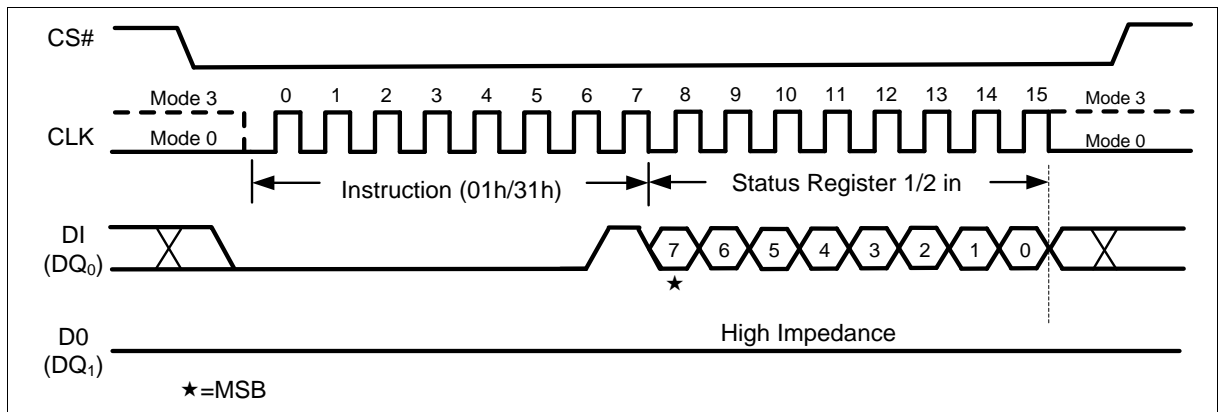 CS#
0 1 2 3 4 5 6 7 8 9 10 11 12 13 14 15
Mode 3
Mode 3
CLK
Mode 0
Mode 0
Instruction (01h/31h)
Status Register 1/2 in
DI
(DQ0)
7 6 5 4 3 2 1 0
★
High Impedance
D0
(DQ1)
★=MSB